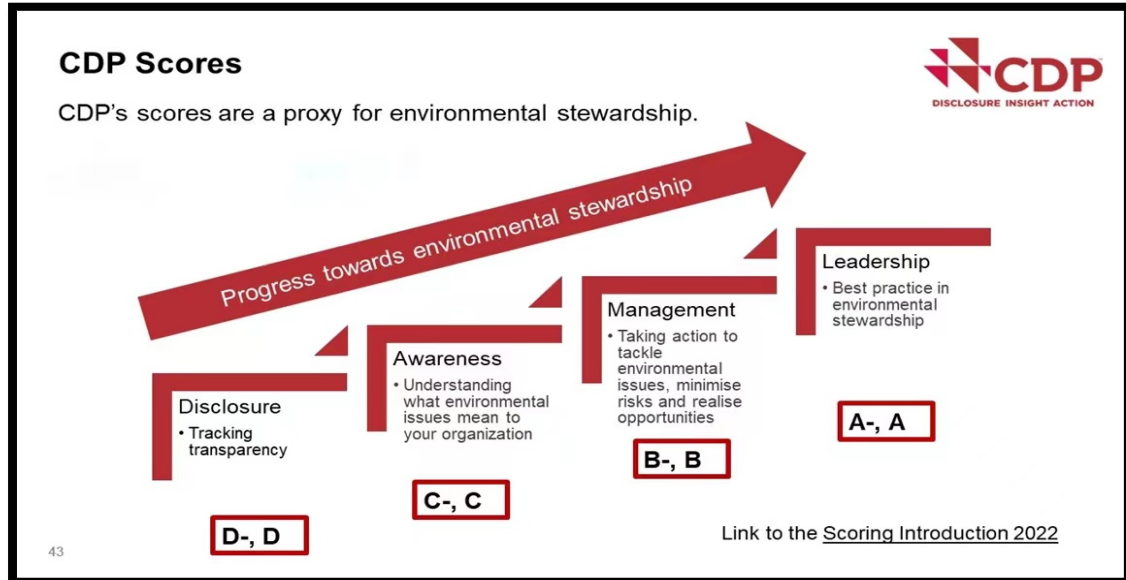 CDP Scores
CDP
DISCLOSURE INSIGHT ACTION
CDP's scores are a proxy for environmental stewardship.
Progress towards environmental stewardship
Disclosure
• Tracking
transparency
D-, D
Awareness
• Understanding
what environmental
issues mean to
your organization
C-, C
Management
• Taking action to
tackle
environmental
issues, minimise
risks and realise
opportunities
B-, B
Leadership
• Best practice in
environmental
stewardship
A-, A
Link to the Scoring Introduction 2022
43